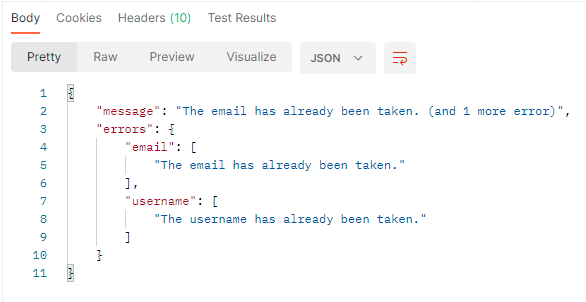 Body Cookies Headers (10) Test Results
Pretty Raw Preview Visualize JSON
1 {
2 "message": "The email has already been taken. (and 1 more error)",
3 "errors": {
4 "email": [
5 "The email has already been taken."
6 ],
7 "username": [
8 "The username has already been taken."
9 ]
10 }
11 }